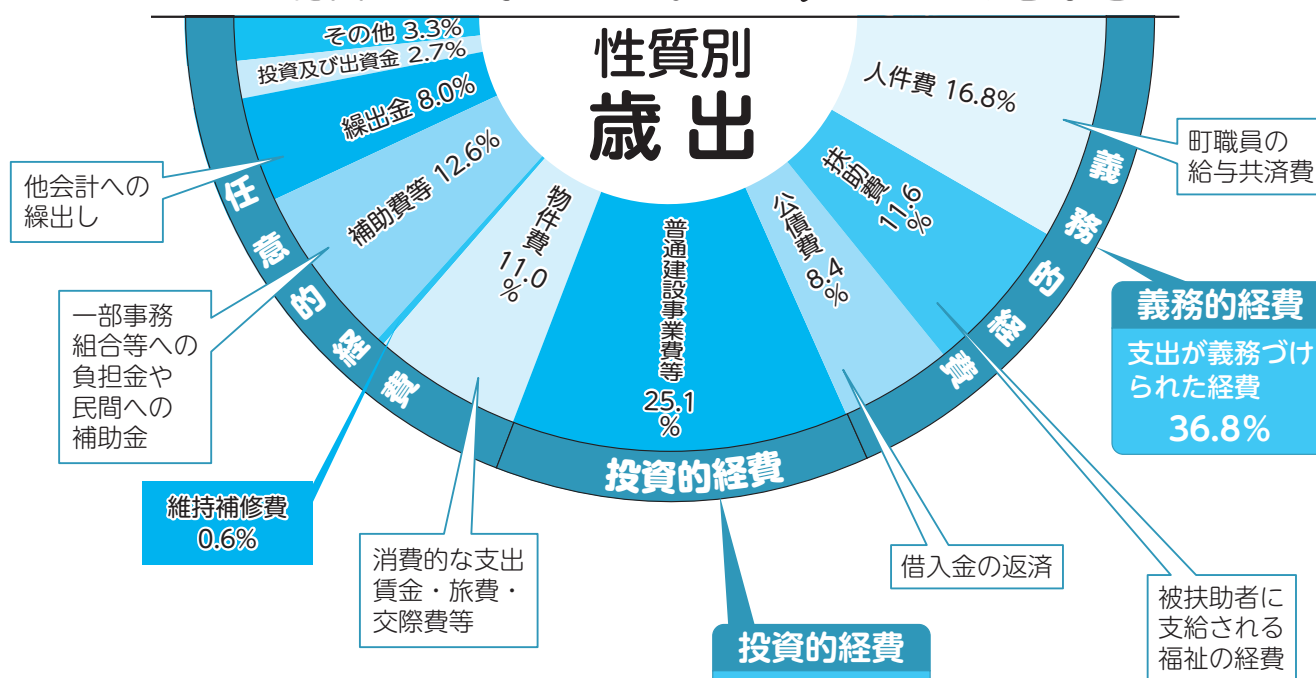 性質別
歳出
その他 3.3%
投資及び出資金 2.7%
繰出金 8.0%
補助費等 12.6%
物件費
11.0
%
普通建設事業費等
25.1
%
公債費
8.4
%
扶助費
11.6
%
人件費 16.8%
任意的経費
投資的経費
義務的経費
他会計への
繰出し
一部事務
組合等への
負担金や
民間への
補助金
維持補修費
0.6%
消費的な支出
賃金・旅費・
交際費等
投資的経費
借入金の返済
被扶助者に
支給される
福祉の経費
町職員の
給与共済費
義務的経費
支出が義務づけ
られた経費
36.8%